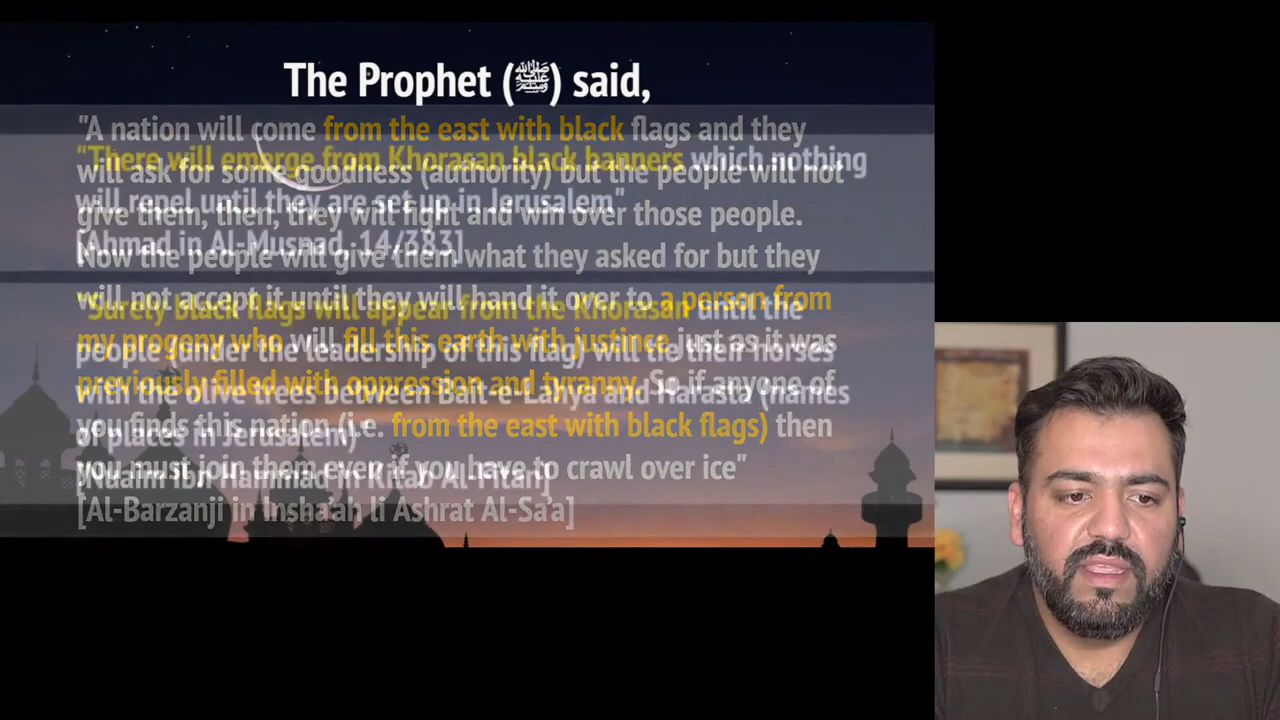 The Prophet (ﷺ) said,
"A nation will come from the east with black flags and they
will ask for some goodness (authority) but the people will not
give them, then, they will fight and win over those people.
Now the people will give them what they asked for but they
will not accept it until they will hand it over to a person from
my progeny who will fill this earth with justince just as it was
previously filled with oppression and tyranny. So if anyone of
you finds this nation (i.e. from the east with black flags) then
you must join them even if you have to crawl over ice"
[Al-Barzanji in Insha'ah li Ashrat Al-Sa'a]
"There will emerge from Khorasan black banners which nothing
will repel until they are set up in Jerusalem"
[Ahmad in Al-Musnad, 14/383]
"Surely black flags will appear from the Khorasan until the
people (under the leadership of this flag) will tie their horses
with the olive trees between Bait-e-Lahya and Harasta (names
of places in Jerusalem)"
[Nuaim ibn Hammad in Kitab Al-Fitan]